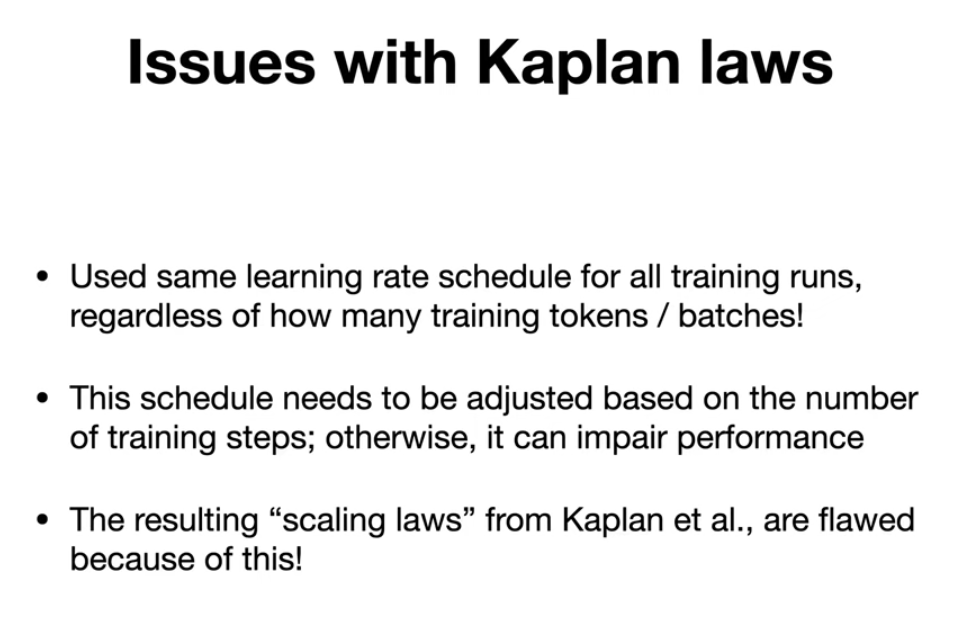 Issues with Kaplan laws
• Used same learning rate schedule for all training runs,
regardless of how many training tokens / batches!
• This schedule needs to be adjusted based on the number
of training steps; otherwise, it can impair performance
• The resulting “scaling laws” from Kaplan et al., are flawed
because of this!